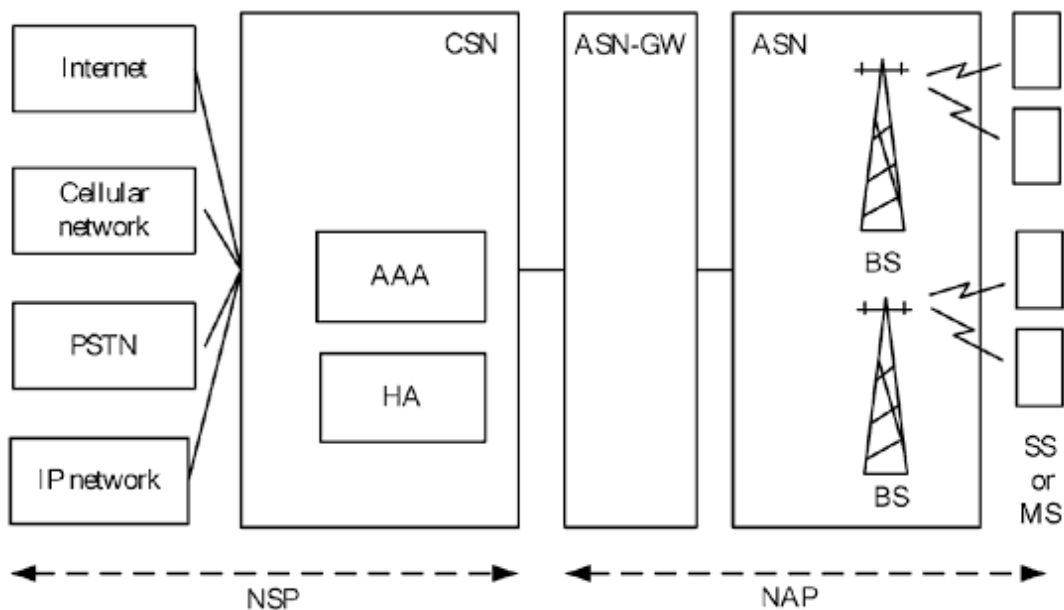 Internet
Cellular
network
PSTN
IP network
CSN
AAA
HA
ASN-GW
ASN
BS
BS
SS
or
MS
NSP
NAP